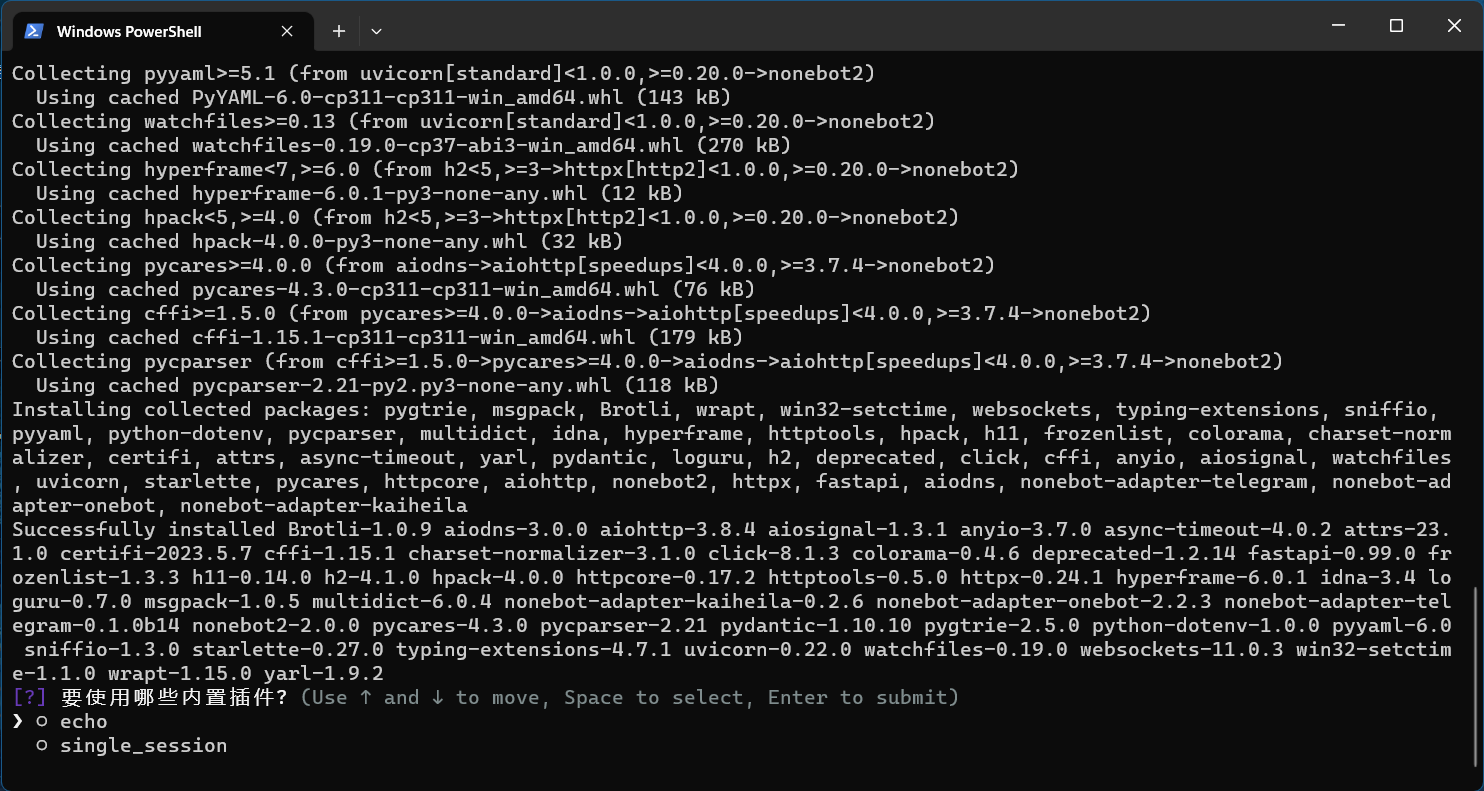 Windows PowerShell
Collecting pyyaml>=5.1 (from uvicorn[standard]<1.0.0,>=0.20.0->nonebot2)
  Using cached PyYAML-6.0-cp311-cp311-win_amd64.whl (143 kB)
Collecting watchfiles>=0.13 (from uvicorn[standard]<1.0.0,>=0.20.0->nonebot2)
  Using cached watchfiles-0.19.0-cp37-abi3-win_amd64.whl (270 kB)
Collecting hyperframe<7,>=6.0 (from h2<5,>=3->httpx[http2]<1.0.0,>=0.20.0->nonebot2)
  Using cached hyperframe-6.0.1-py3-none-any.whl (12 kB)
Collecting hpack<5,>=4.0 (from h2<5,>=3->httpx[http2]<1.0.0,>=0.20.0->nonebot2)
  Using cached hpack-4.0.0-py3-none-any.whl (32 kB)
Collecting pycares>=4.0.0 (from aiodns->aiohttp[speedups]<4.0.0,>=3.7.4->nonebot2)
  Using cached pycares-4.3.0-cp311-cp311-win_amd64.whl (76 kB)
Collecting cffi>=1.5.0 (from pycares>=4.0.0->aiodns->aiohttp[speedups]<4.0.0,>=3.7.4->nonebot2)
  Using cached cffi-1.15.1-cp311-cp311-win_amd64.whl (179 kB)
Collecting pycparser (from cffi>=1.5.0->pycares>=4.0.0->aiodns->aiohttp[speedups]<4.0.0,>=3.7.4->nonebot2)
  Using cached pycparser-2.21-py2.py3-none-any.whl (118 kB)
Installing collected packages: pygtrie, msgpack, Brotli, wrapt, win32-setctime, websockets, typing-extensions, sniffio,
pyyaml, python-dotenv, pycparser, multidict, idna, hyperframe, httptools, hpack, h11, frozenlist, colorama, charset-norm
alizer, certifi, attrs, async-timeout, yarl, pydantic, loguru, h2, deprecated, click, cffi, anyio, aiosignal, watchfiles
, uvicorn, starlette, pycares, httpcore, aiohttp, nonebot2, httpx, fastapi, aiodns, nonebot-adapter-telegram, nonebot-ad
apter-onebot, nonebot-adapter-kaiheila
Successfully installed Brotli-1.0.9 aiodns-3.0.0 aiohttp-3.8.4 aiosignal-1.3.1 anyio-3.7.0 async-timeout-4.0.2 attrs-23.
1.0 certifi-2023.5.7 cffi-1.15.1 charset-normalizer-3.1.0 click-8.1.3 colorama-0.4.6 deprecated-1.2.14 fastapi-0.99.0 fr
ozenlist-1.3.3 h11-0.14.0 h2-4.1.0 hpack-4.0.0 httpcore-0.17.2 httptools-0.5.0 httpx-0.24.1 hyperframe-6.0.1 idna-3.4 lo
guru-0.7.0 msgpack-1.0.5 multidict-6.0.4 nonebot-adapter-kaiheila-0.2.6 nonebot-adapter-onebot-2.2.3 nonebot-adapter-tel
egram-0.1.0b14 nonebot2-2.0.0 pycares-4.3.0 pycparser-2.21 pydantic-1.10.10 pygtrie-2.5.0 python-dotenv-1.0.0 pyyaml-6.0
 sniffio-1.3.0 starlette-0.27.0 typing-extensions-4.7.1 uvicorn-0.22.0 watchfiles-0.19.0 websockets-11.0.3 win32-setctim
e-1.1.0 wrapt-1.15.0 yarl-1.9.2
[?] 要使用哪些内置插件? (Use ↑ and ↓ to move, Space to select, Enter to submit)
❯ ○ echo
  ○ single_session